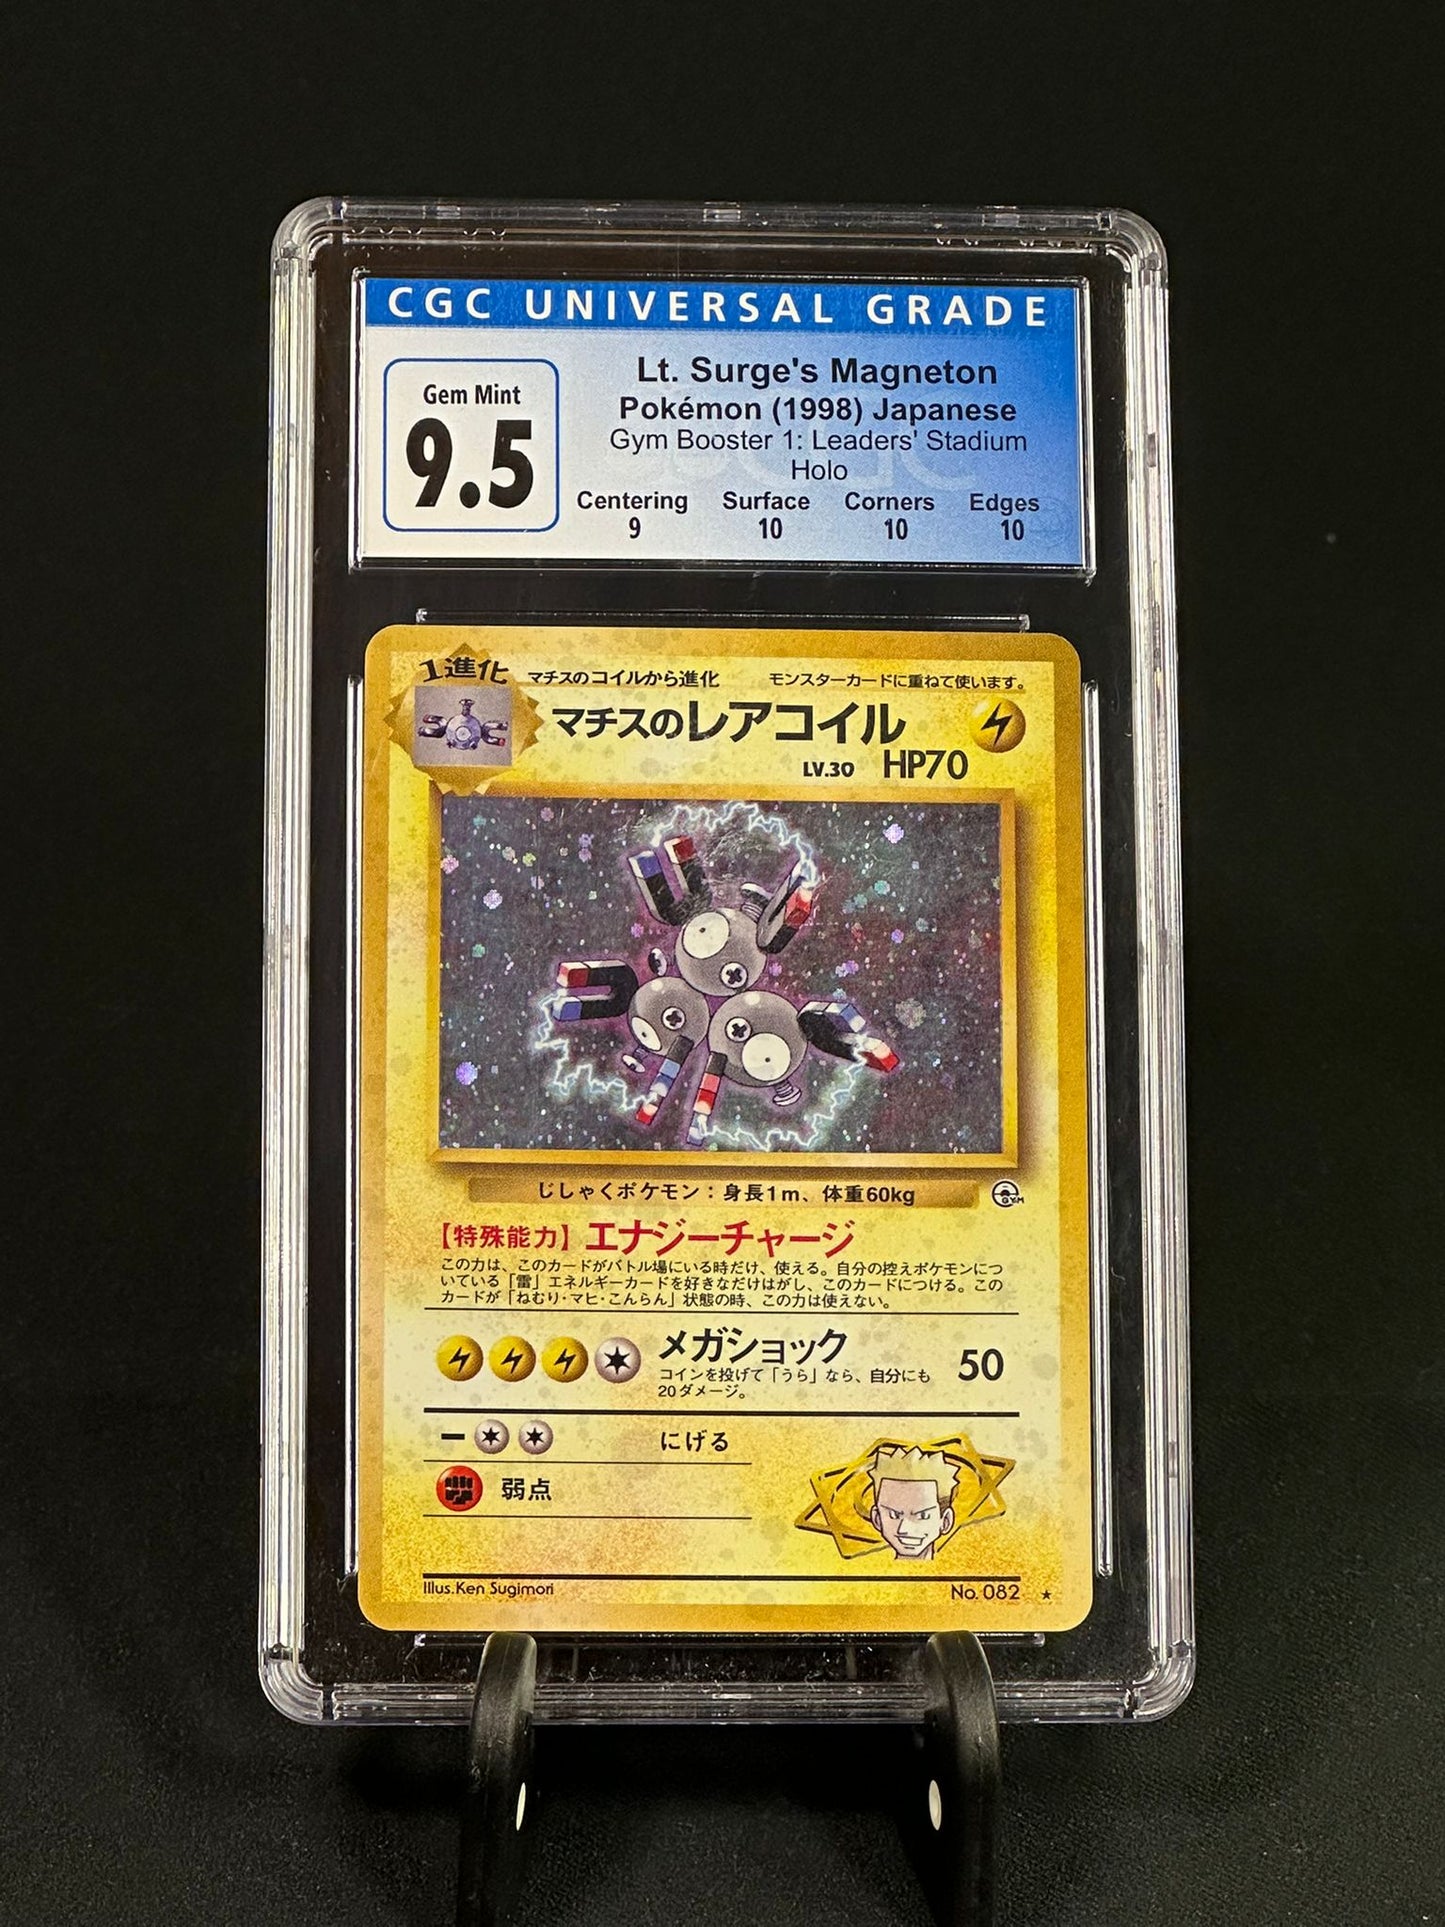 CGC UNIVERSAL GRADE
Gem Mint
9.5
Lt. Surge's Magneton
Pokémon (1998) Japanese
Gym Booster 1: Leaders' Stadium
Holo
Centering Surface Corners Edges
9 10 10 10
1進化 マチスのコイルから進化 モンスターカードに重ねて使います。
マチスのレアコイル
LV.30 HP70
じしゃくポケモン：身長1m、体重60kg
GYM
【特殊能力】エナジーチャージ
この力は、このカードがバトル場にいる時だけ、使える。自分の控えポケモンにつ
いている「雷」エネルギーカードを好きなだけはがし、このカードにつける。この
カードが「ねむり・マヒ・こんらん」状態の時、この力は使えない。
メガショック 50
コインを投げて「うら」なら、自分にも
20ダメージ。
にげる
弱点
Illus.Ken Sugimori No. 082 ★